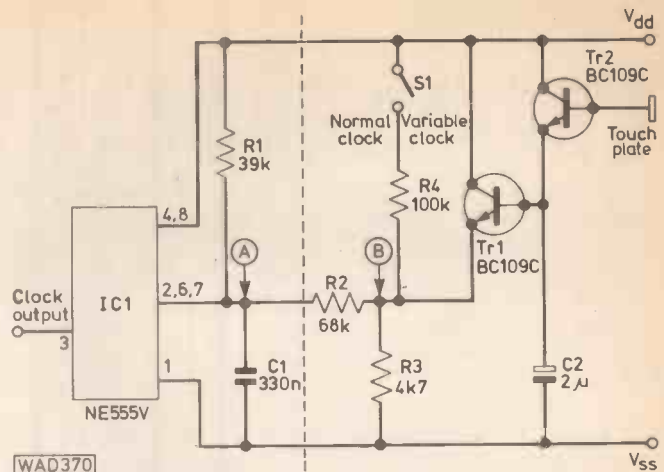 Vdd
Tr2
BC109C
S1
Normal clock
Variable clock
Touch plate
R1
39k
R4
100k
4,8
A
B
Tr1
BC109C
Clock output
IC1
2,6,7
R2
68k
3
1
C1
330n
R3
4k7
C2
2µ
NE555V
WAD370
Vss